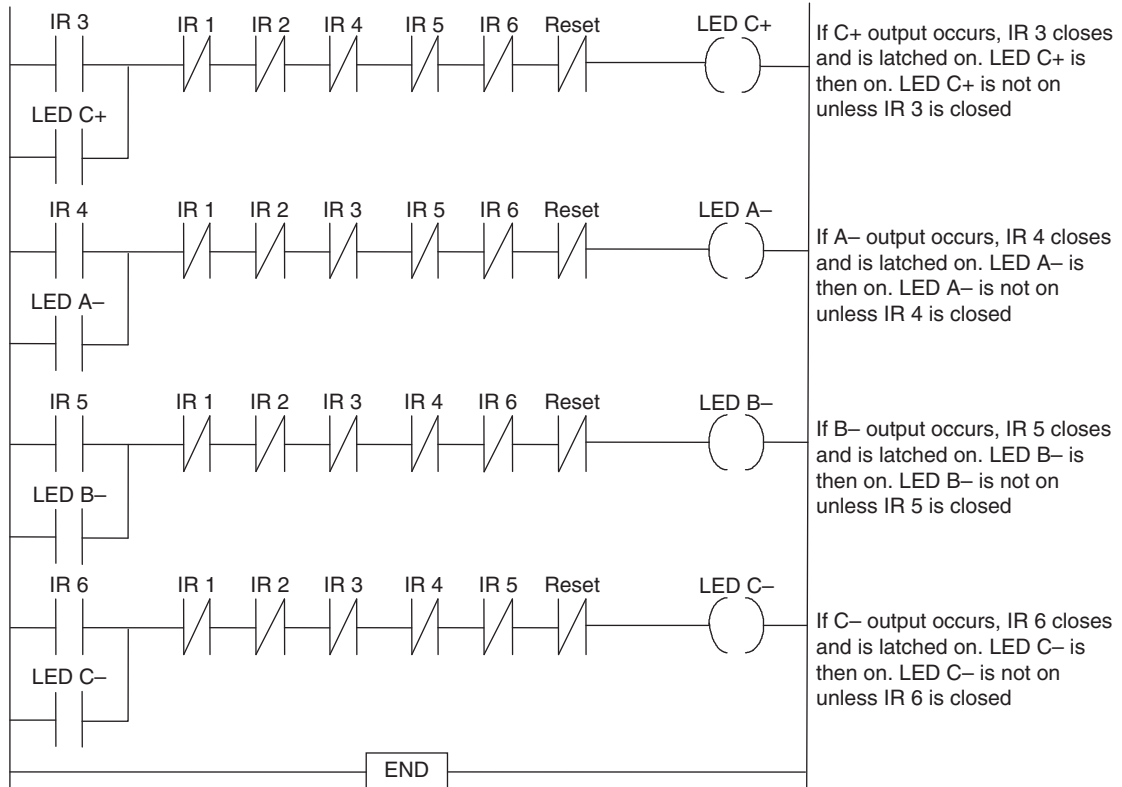 IR 3 IR 1 IR 2 IR 4 IR 5 IR 6 Reset LED C+
LED C+
If C+ output occurs, IR 3 closes
and is latched on. LED C+ is
then on. LED C+ is not on
unless IR 3 is closed
IR 4 IR 1 IR 2 IR 3 IR 5 IR 6 Reset LED A–
LED A–
If A– output occurs, IR 4 closes
and is latched on. LED A– is
then on. LED A– is not on
unless IR 4 is closed
IR 5 IR 1 IR 2 IR 3 IR 4 IR 6 Reset LED B–
LED B–
If B– output occurs, IR 5 closes
and is latched on. LED B– is
then on. LED B– is not on
unless IR 5 is closed
IR 6 IR 1 IR 2 IR 3 IR 4 IR 5 Reset LED C–
LED C–
If C– output occurs, IR 6 closes
and is latched on. LED C– is
then on. LED C– is not on
unless IR 6 is closed
END